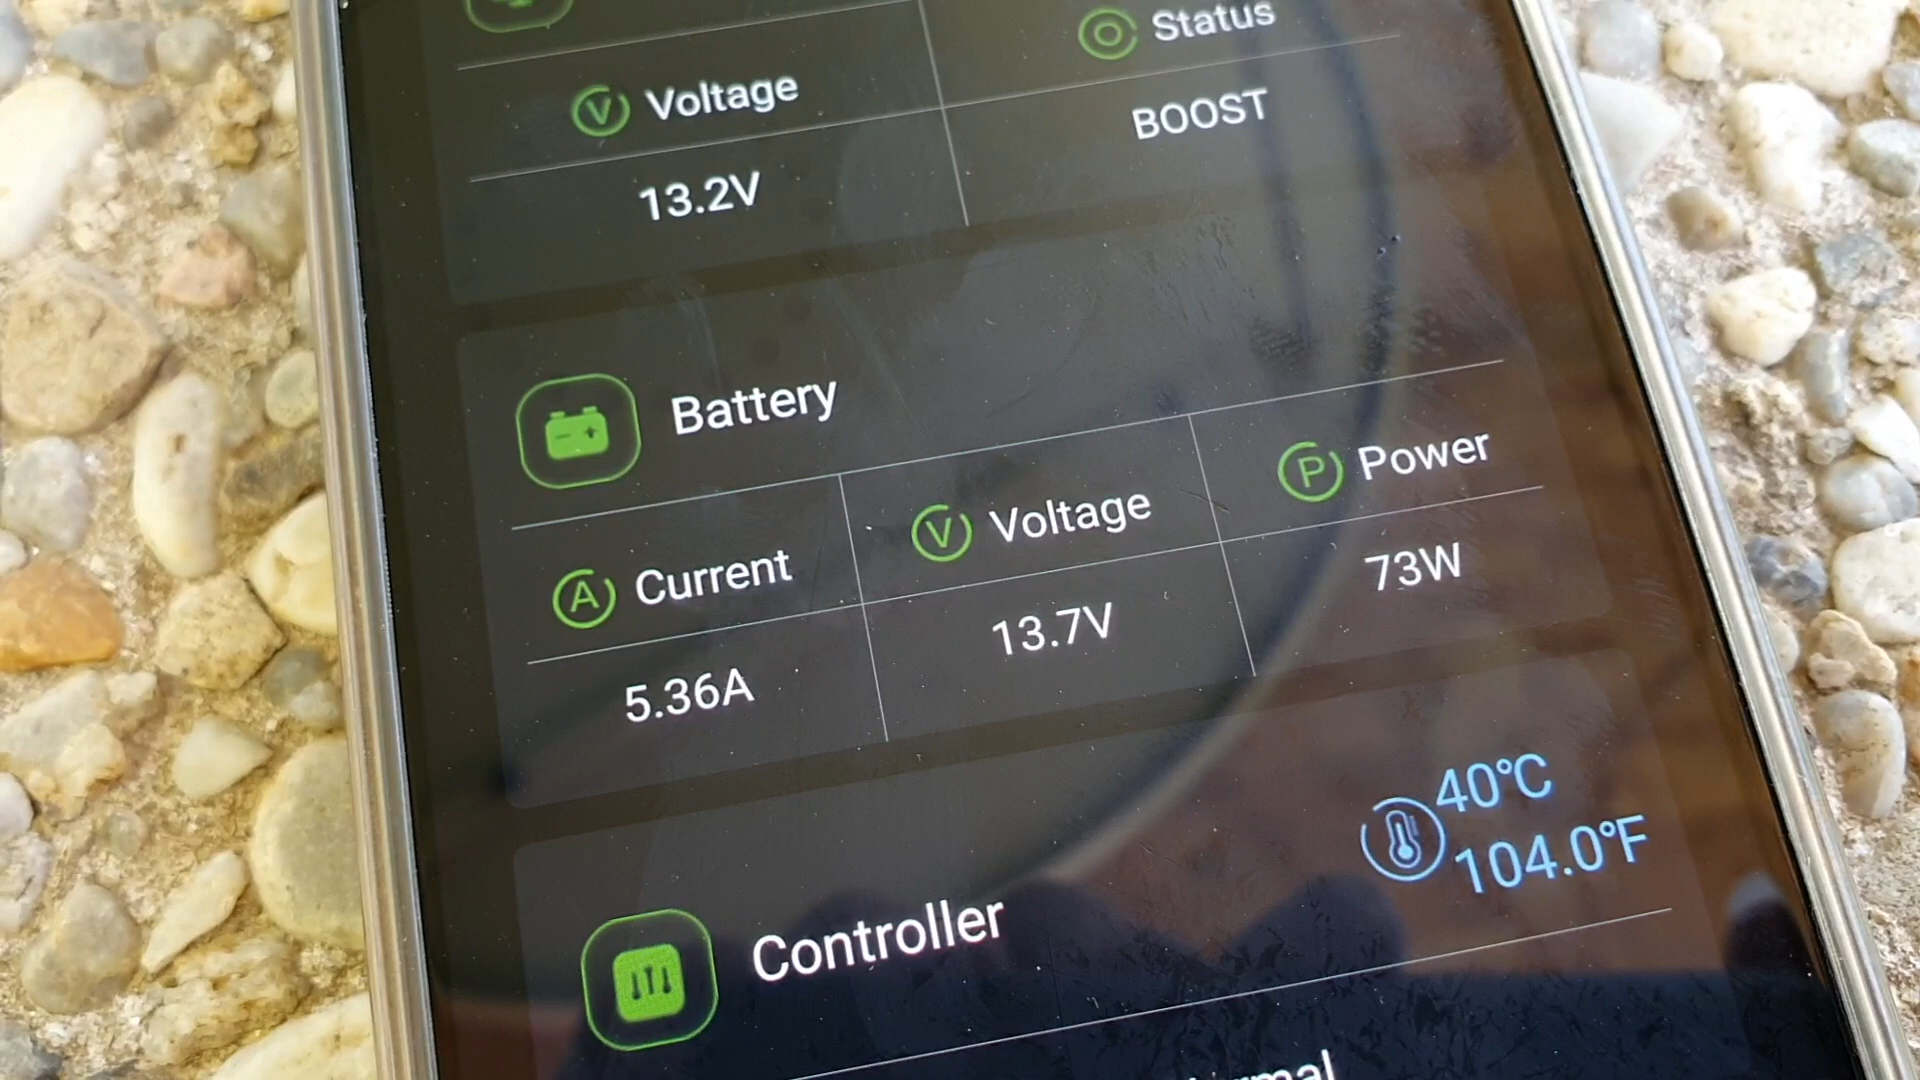 Status
Voltage
BOOST
13.2V
Battery
A Current
V Voltage
P Power
5.36A
13.7V
73W
40°C
104.0°F
Controller